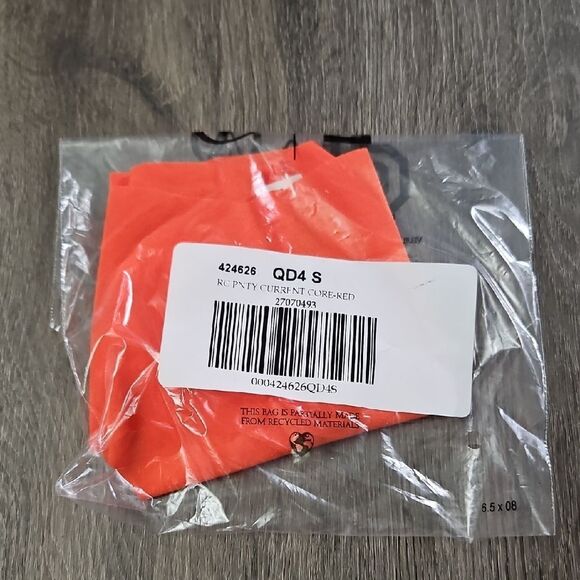 424626 QD4 S
RC PNTY CURRENT CORE-RED
27070493
000424626QD4S
THIS BAG IS PARTIALLY MADE
FROM RECYCLED MATERIALS
6.5 x 08